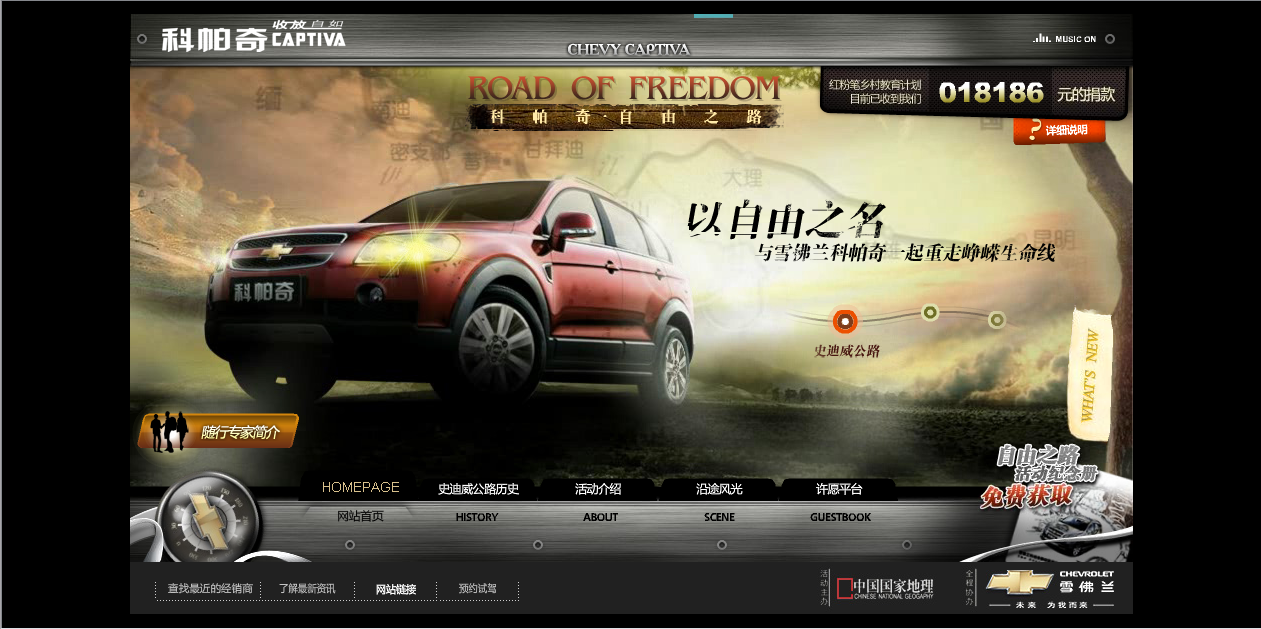 科帕奇
收放自如
CAPTIVA
CHEVY CAPTIVA
MUSIC ON
ROAD OF FREEDOM
科帕奇·自由之路
红粉笔乡村教育计划
目前已收到我们
018186
元的捐款
? 详细说明
缅
密支那
甘拜迪
大理
昆明
以自由之名
与雪佛兰科帕奇一起重走峥嵘生命线
科帕奇
史迪威公路
WHAT'S NEW
随行专家简介
自由之路
活动纪念册
免费获取
HOMEPAGE
史迪威公路历史
活动介绍
沿途风光
许愿平台
网站首页
HISTORY
ABOUT
SCENE
GUESTBOOK
查找最近的经销商
了解最新资讯
网站链接
预约试驾
活动主办
中国国家地理
CHINESE NATIONAL GEOGAPHY
全程协办
CHEVROLET
雪佛兰
未来 为我而来